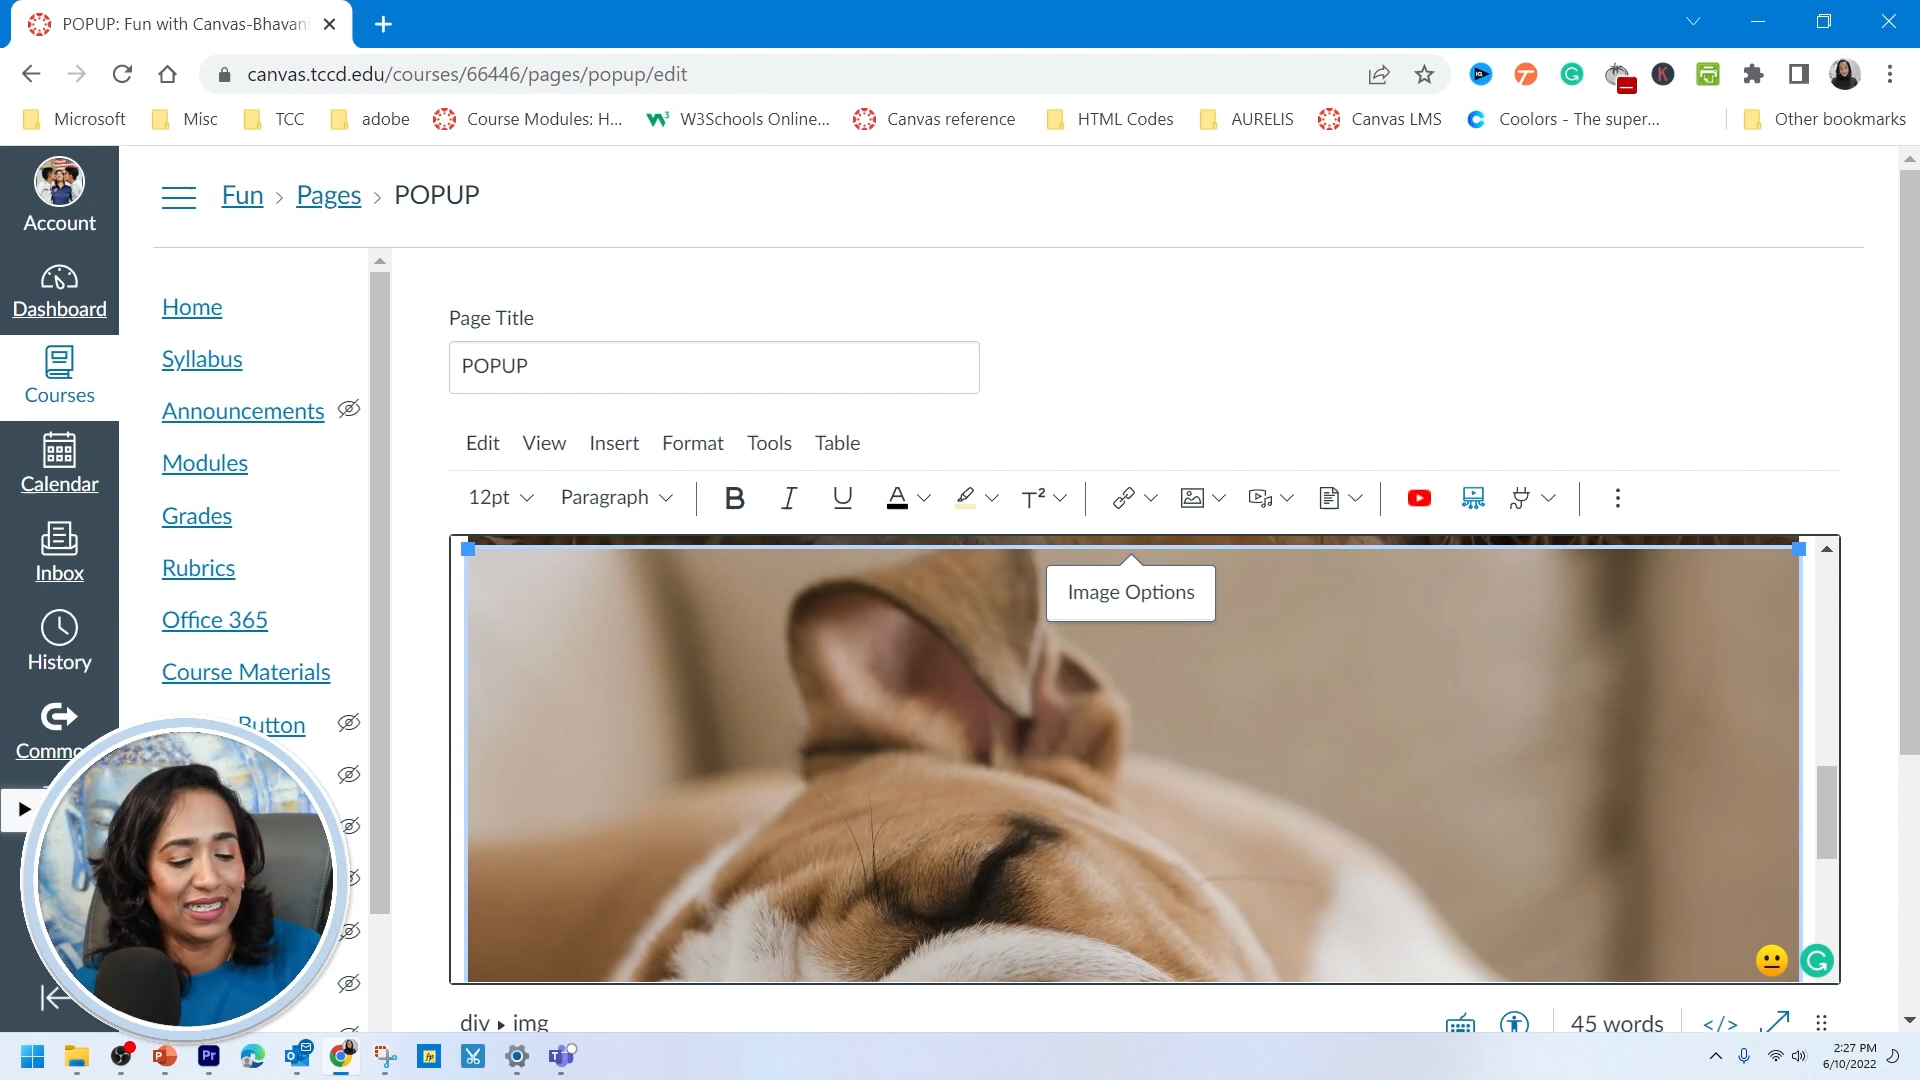 POPUP: Fun with Canvas-Bhavani
canvas.tccd.edu/courses/66446/pages/popup/edit
Microsoft Misc TCC adobe Course Modules: H... W3Schools Online... Canvas reference HTML Codes AURELIS Canvas LMS Coolors - The super... Other bookmarks
Account
Dashboard
Courses
Calendar
Inbox
History
Commo
Fun > Pages > POPUP
Home
Syllabus
Announcements
Modules
Grades
Rubrics
Office 365
Course Materials
Button
Page Title
POPUP
Edit View Insert Format Tools Table
12pt Paragraph B I U A T²
Image Options
div ▸ img
45 words </>
2:27 PM
6/10/2022